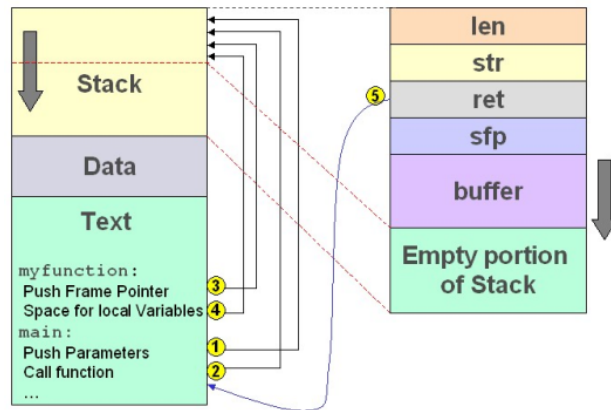 Stack
Data
Text
myfunction:
Push Frame Pointer
3
Space for local Variables
4
main:
Push Parameters
1
Call function
2
...
len
str
5
ret
sfp
buffer
Empty portion
of Stack